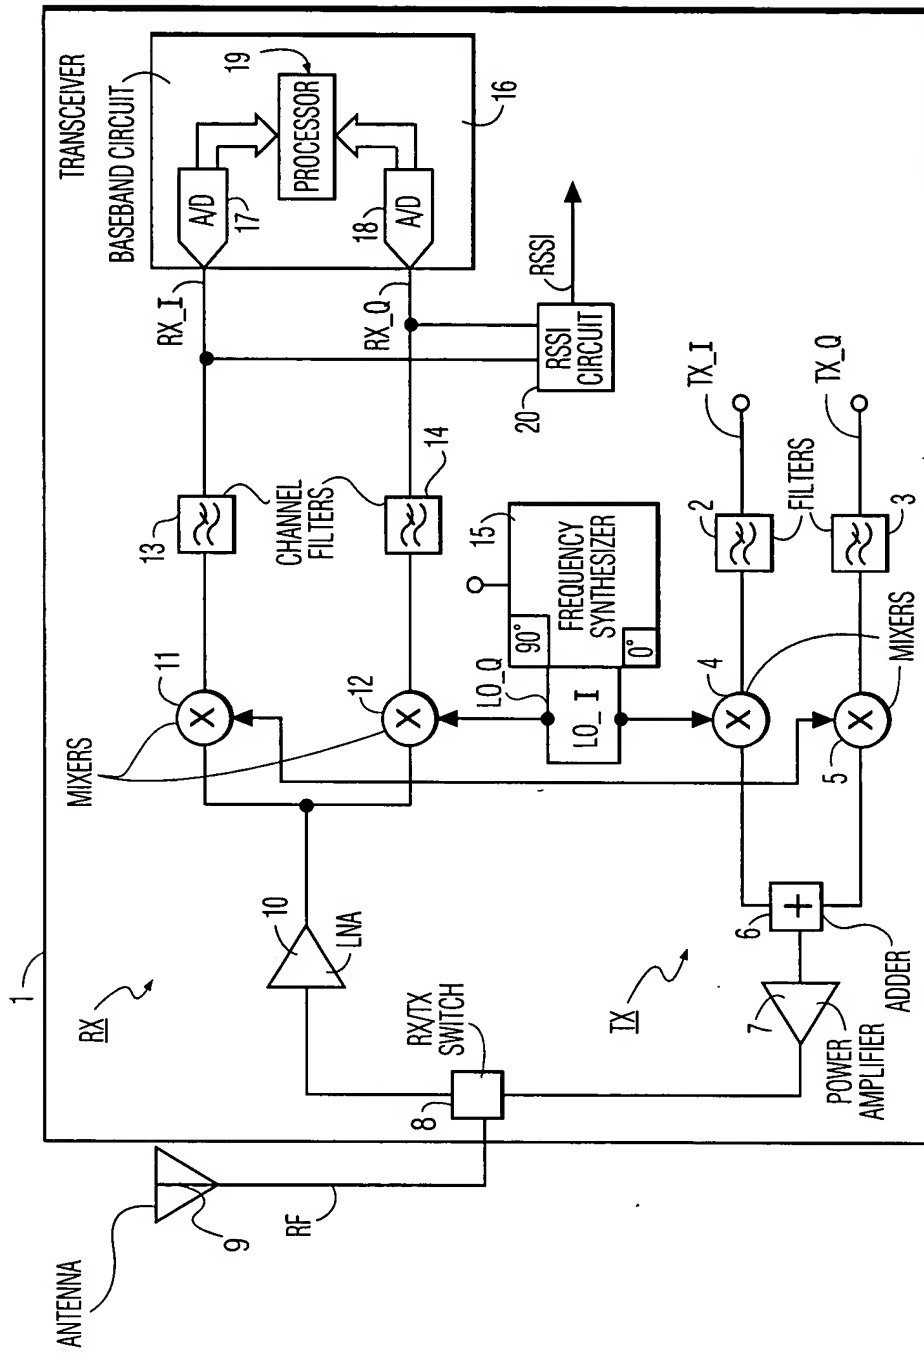 TRANSCEIVER
BASEBAND CIRCUIT
1
RX
ANTENNA
9
RF
RX/TX
SWITCH
8
10
LNA
MIXERS
11
12
13
CHANNEL
FILTERS
14
RX_I
RX_Q
A/D
17
A/D
18
PROCESSOR
19
16
RSSI
CIRCUIT
20
RSSI
LO_Q
LO_I
90°
0°
15
FREQUENCY
SYNTHESIZER
TX
7
POWER
AMPLIFIER
6
+
ADDER
4
X
X
X
X
5
MIXERS
2
FILTERS
3
TX_I
TX_Q